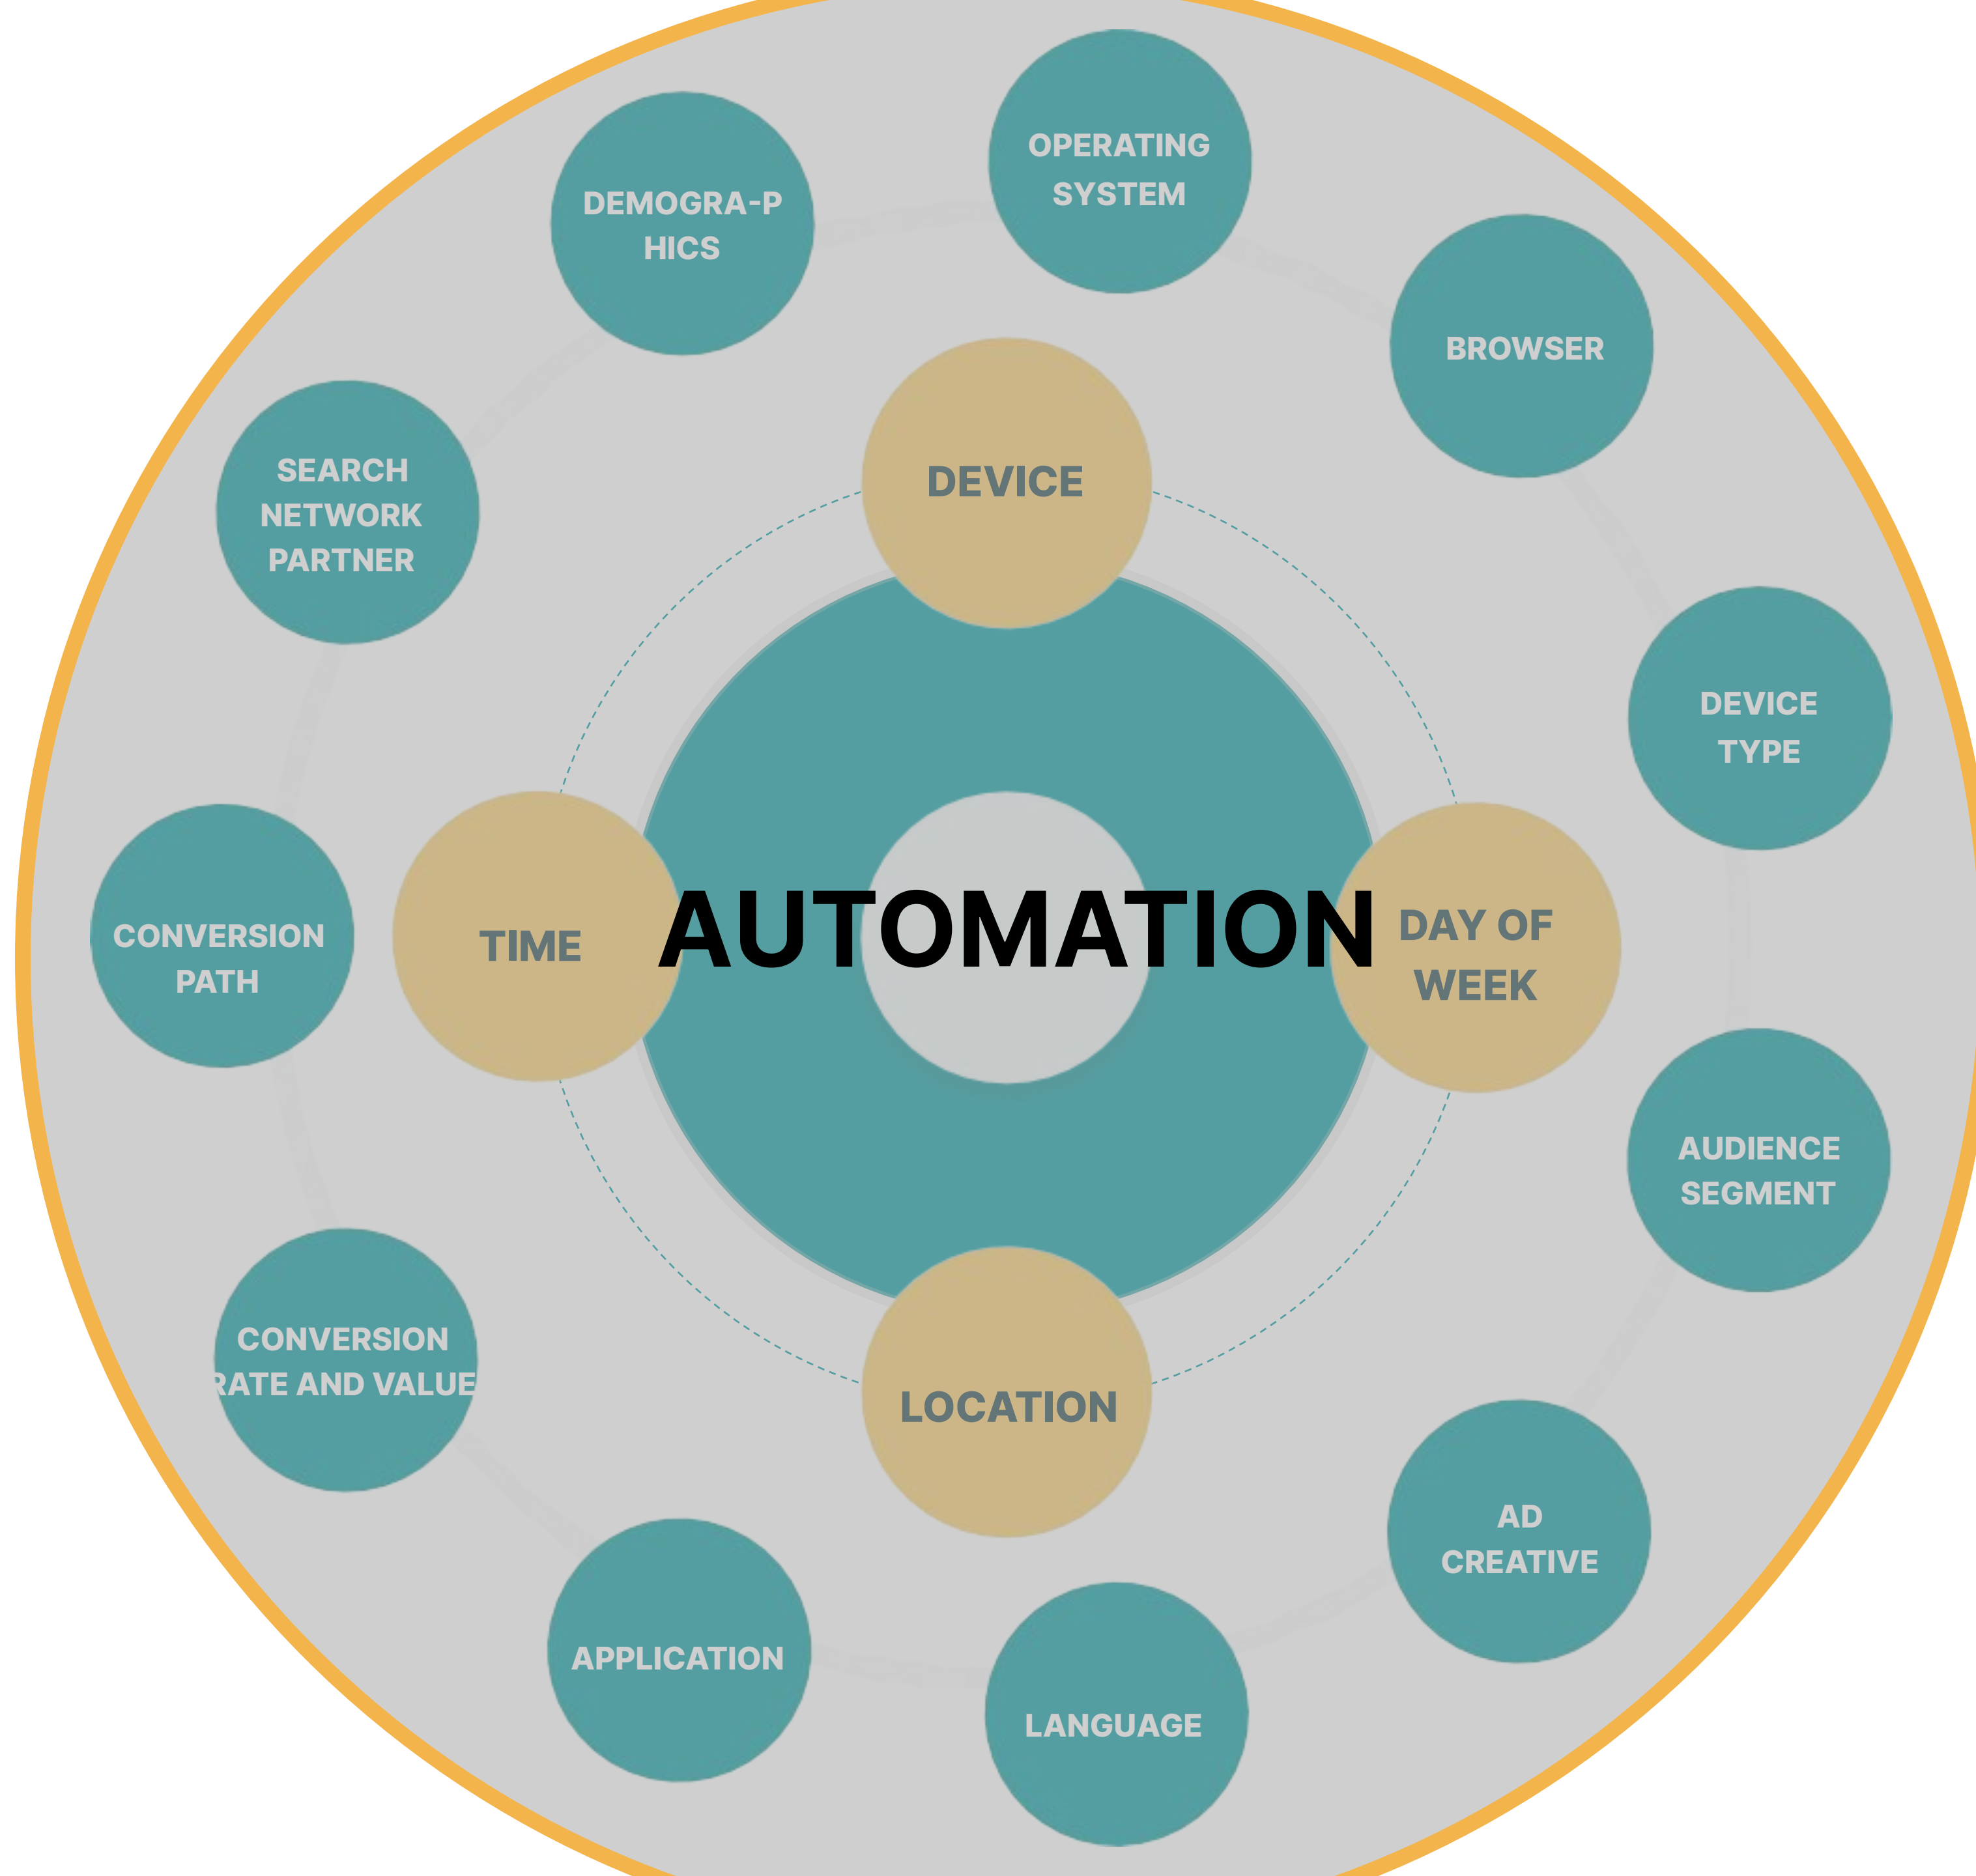 OPERATING
SYSTEM
DEMOGRA-P
HICS
BROWSER
SEARCH
NETWORK
PARTNER
DEVICE
DEVICE
TYPE
CONVERSION
PATH
TIME
AUTOMATION
DAY OF
WEEK
AUDIENCE
SEGMENT
CONVERSION
RATE AND VALUE
LOCATION
AD
CREATIVE
APPLICATION
LANGUAGE